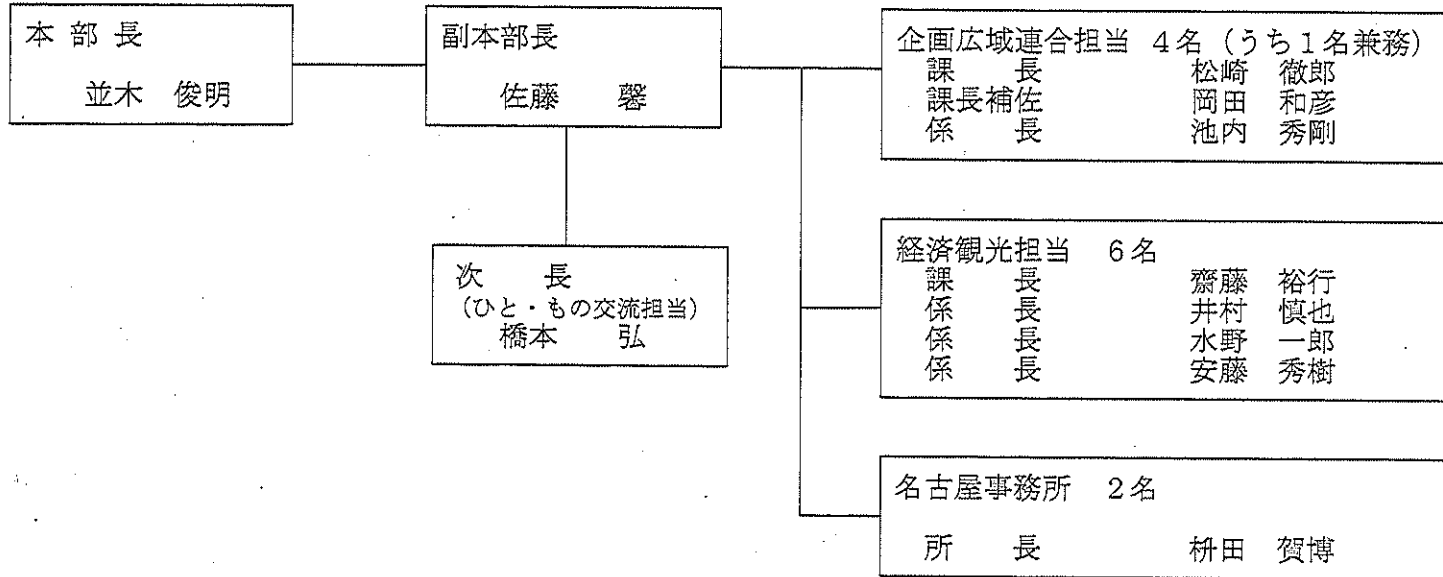 本 部 長
並木 俊明
副本部長
佐藤 馨
次 長
(ひと・もの交流担当)
橋本 弘
企画広域連合担当 4名(うち1名兼務)
課 長 松崎 徹郎
課長補佐 岡田 和彦
係 長 池内 秀剛
経済観光担当 6名
課 長 齋藤 裕行
係 長 井村 慎也
係 長 水野 一郎
係 長 安藤 秀樹
名古屋事務所 2名
所 長 枡田 賀博